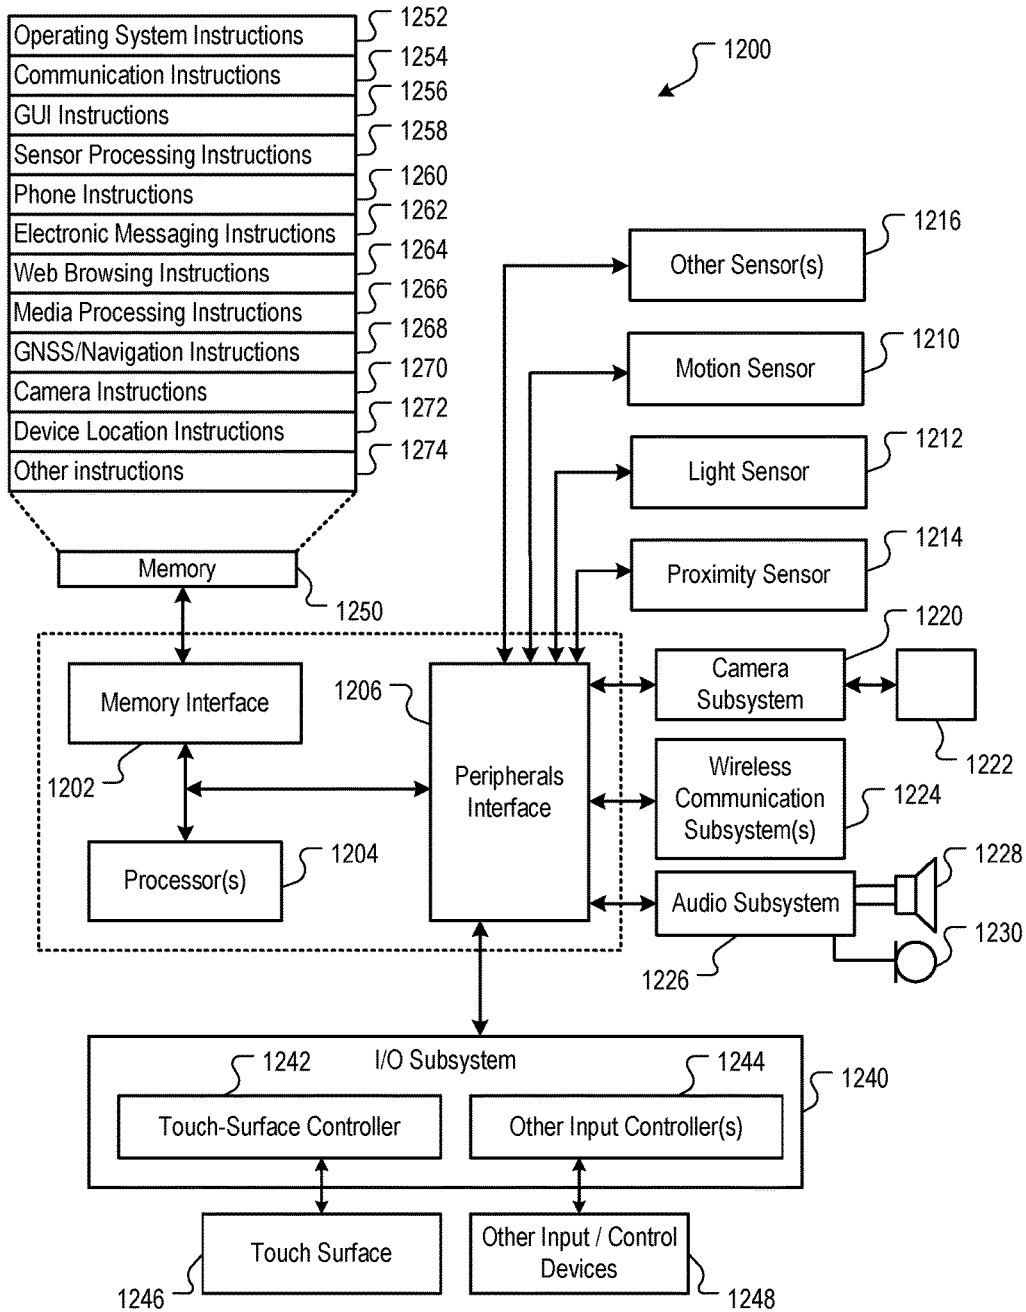 1200
Operating System Instructions
1252
Communication Instructions
1254
GUI Instructions
1256
Sensor Processing Instructions
1258
Phone Instructions
1260
Electronic Messaging Instructions
1262
Web Browsing Instructions
1264
Media Processing Instructions
1266
GNSS/Navigation Instructions
1268
Camera Instructions
1270
Device Location Instructions
1272
Other instructions
1274
Memory
1250
Other Sensor(s)
1216
Motion Sensor
1210
Light Sensor
1212
Proximity Sensor
1214
Memory Interface
1202
Processor(s)
1204
1206
Peripherals
Interface
Camera
Subsystem
1220
1222
Wireless
Communication
Subsystem(s)
1224
Audio Subsystem
1226
1228
1230
I/O Subsystem
1240
1242
Touch-Surface Controller
1244
Other Input Controller(s)
Touch Surface
1246
Other Input / Control
Devices
1248